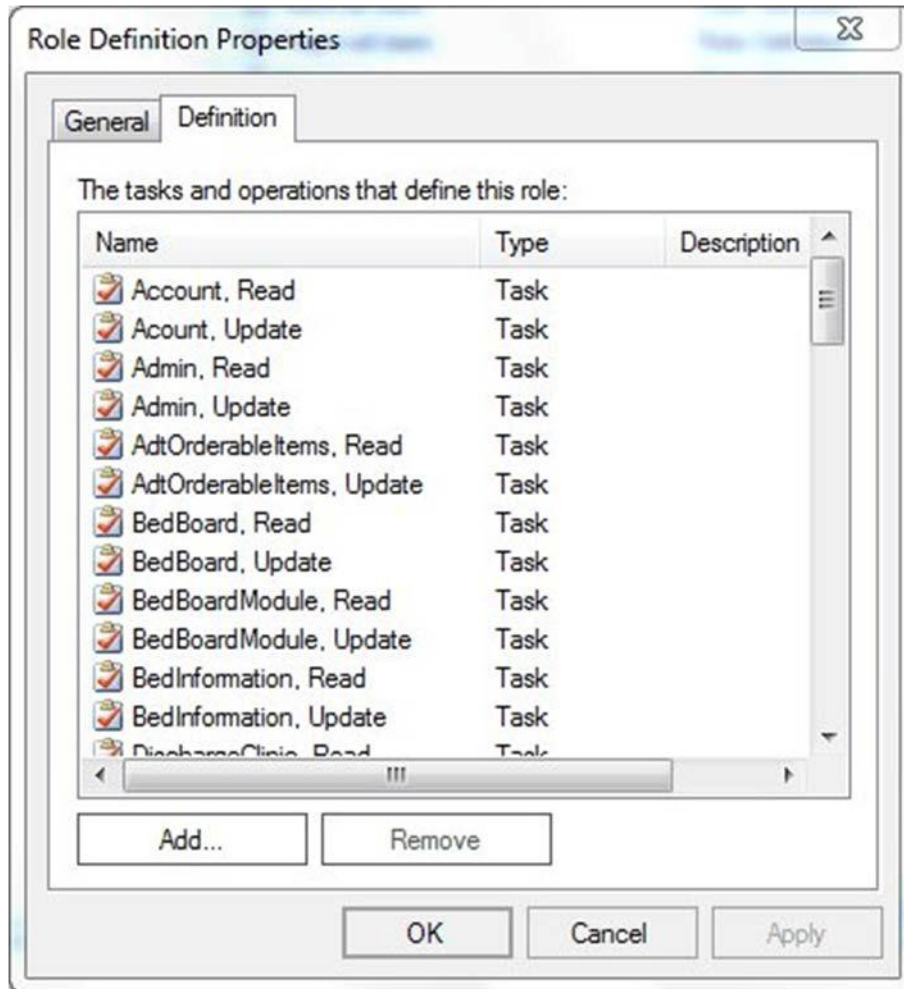 Role Definition Properties
General Definition
The tasks and operations that define this role:
Name Type Description
Account, Read Task
Acount, Update Task
Admin, Read Task
Admin, Update Task
AdtOrderableItems, Read Task
AdtOrderableItems, Update Task
BedBoard, Read Task
BedBoard, Update Task
BedBoardModule, Read Task
BedBoardModule, Update Task
BedInformation, Read Task
BedInformation, Update Task
DischargeClinic, Read Task
Add... Remove
OK Cancel Apply